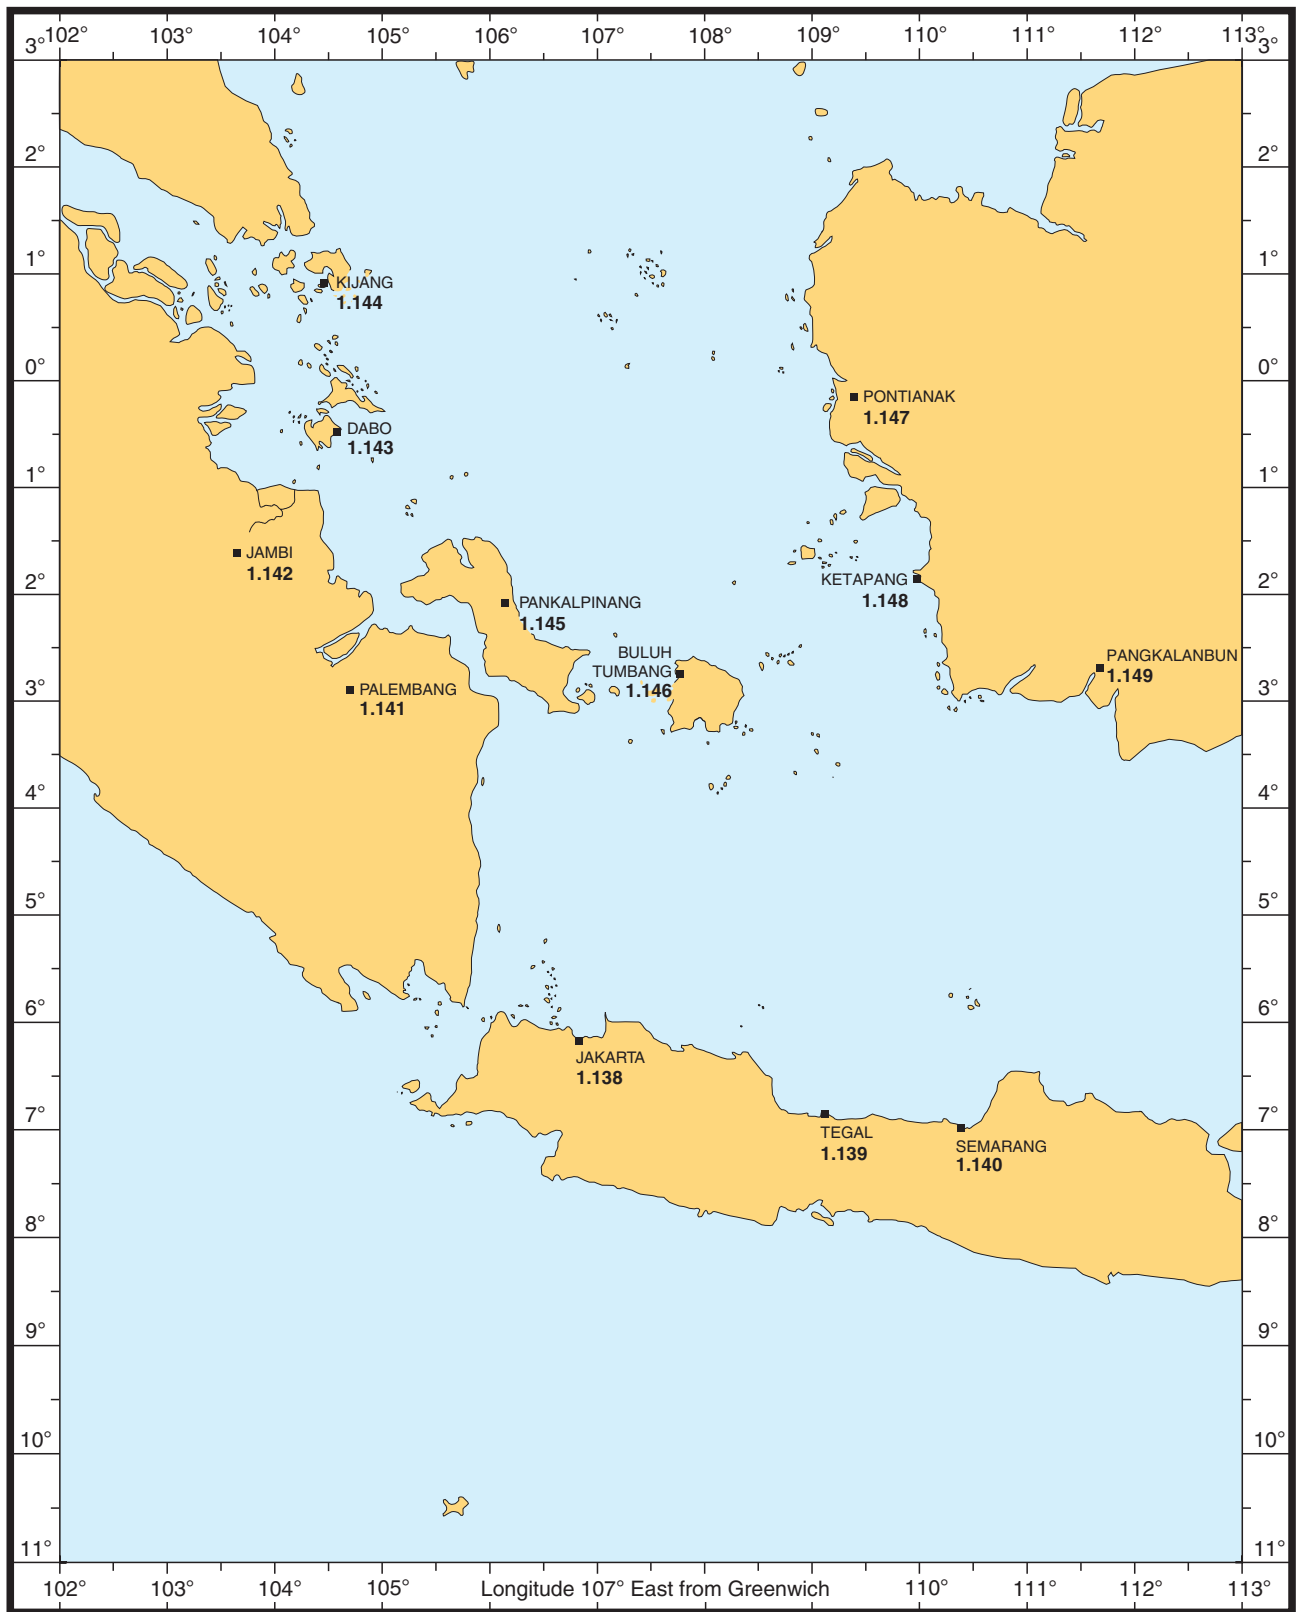 102° 103° 104° 105° 106° 107° 108° 109° 110° 111° 112° 113°
3° 3°
2° 2°
1° 1°
KIJANG
1.144
0° 0°
PONTIANAK
1.147
DABO
1.143
1° 1°
JAMBI
1.142
KETAPANG
1.148
2° 2°
PANKALPINANG
1.145
BULUH
TUMBANG
1.146
PANGKALANBUN
1.149
PALEMBANG
1.141
3° 3°
4° 4°
5° 5°
6° 6°
JAKARTA
1.138
7° 7°
TEGAL
1.139
SEMARANG
1.140
8° 8°
9° 9°
10° 10°
11° 11°
102° 103° 104° 105° Longitude 107° East from Greenwich 110° 111° 112° 113°